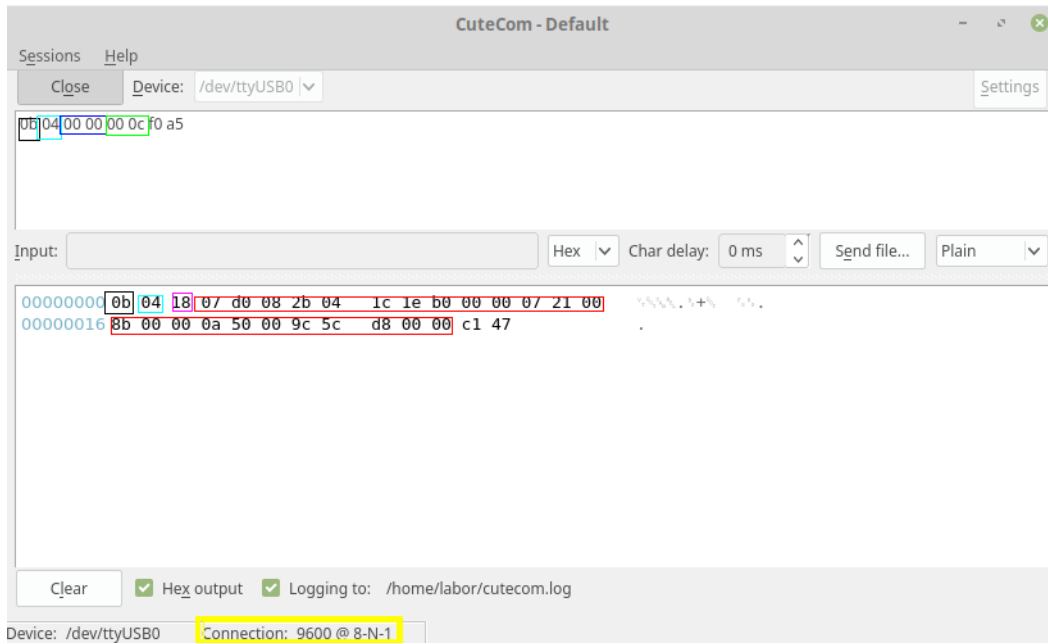 CuteCom - Default
Sessions Help
Close Device: /dev/ttyUSB0 Settings
0b 04 00 00 00 0c f0 a5
Input: Hex Char delay: 0 ms Send file... Plain
00000000 0b 04 18 07 d0 08 2b 04 1c 1e b0 00 00 07 21 00
00000016 8b 00 00 0a 50 00 9c 5c d8 00 00 c1 47
Clear Hex output Logging to: /home/labor/cutecom.log
Device: /dev/ttyUSB0 Connection: 9600 @ 8-N-1